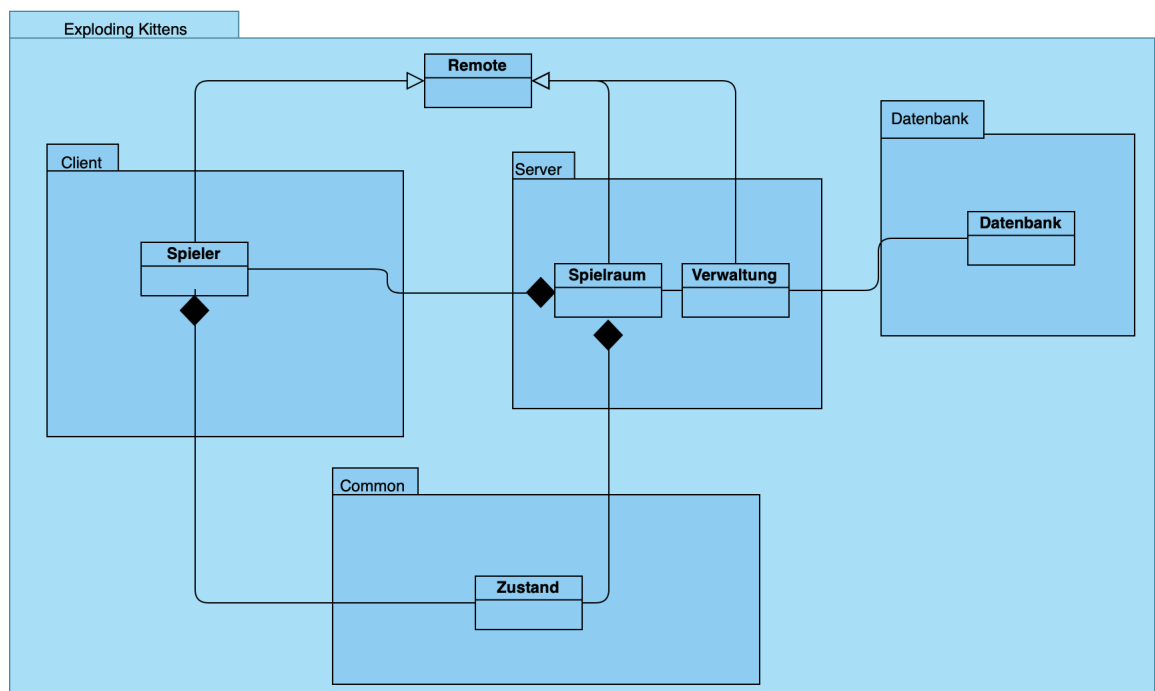 Exploding Kittens
Remote
Datenbank
Client
Server
Datenbank
Spieler
Spielraum
Verwaltung
Common
Zustand